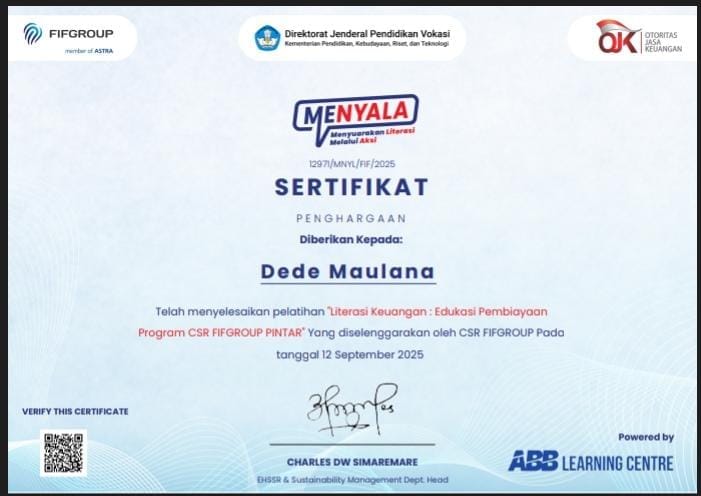 FIFGROUP
member of ASTRA
Direktorat Jenderal Pendidikan Vokasi
Kementerian Pendidikan, Kebudayaan, Riset, dan Teknologi
OJK
OTORITAS
JASA
KEUANGAN
MENYALA
Menyuarakan Literasi
Melalui Aksi
12971/MNYL/FIF/2025
SERTIFIKAT
PENGHARGAAN
Diberikan Kepada:
Dede Maulana
Telah menyelesaikan pelatihan "Literasi Keuangan : Edukasi Pembiayaan
Program CSR FIFGROUP PINTAR" Yang diselenggarakan oleh CSR FIFGROUP Pada
tanggal 12 September 2025
VERIFY THIS CERTIFICATE
CHARLES DW SIMAREMARE
EHSSR & Sustainability Management Dept. Head
Powered by
ABB LEARNING CENTRE